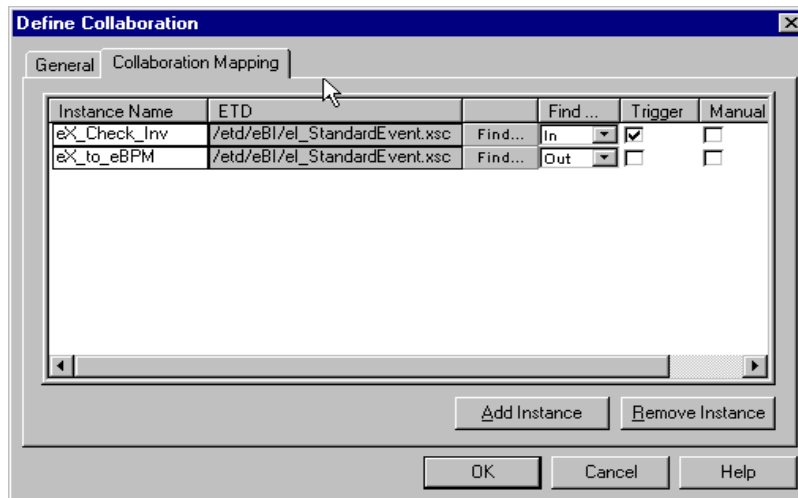 Define Collaboration
General Collaboration Mapping
Instance Name ETD Find ... Trigger Manual
eX_Check_Inv /etd/eBI/eI_StandardEvent.xsc Find... In
eX_to_eBPM /etd/eBI/eI_StandardEvent.xsc Find... Out
Add Instance Remove Instance
OK Cancel Help